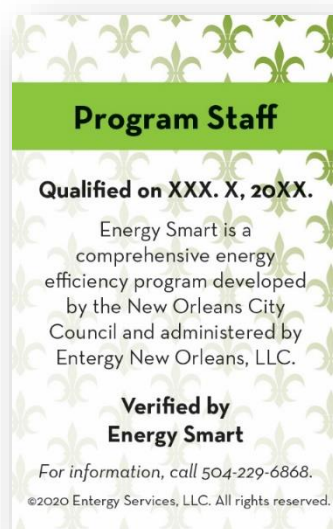 Program Staff
Qualified on XXX. X, 20XX.
Energy Smart is a
comprehensive energy
efficiency program developed
by the New Orleans City
Council and administered by
Entergy New Orleans, LLC.
Verified by
Energy Smart
For information, call 504-229-6868.
©2020 Entergy Services, LLC. All rights reserved.